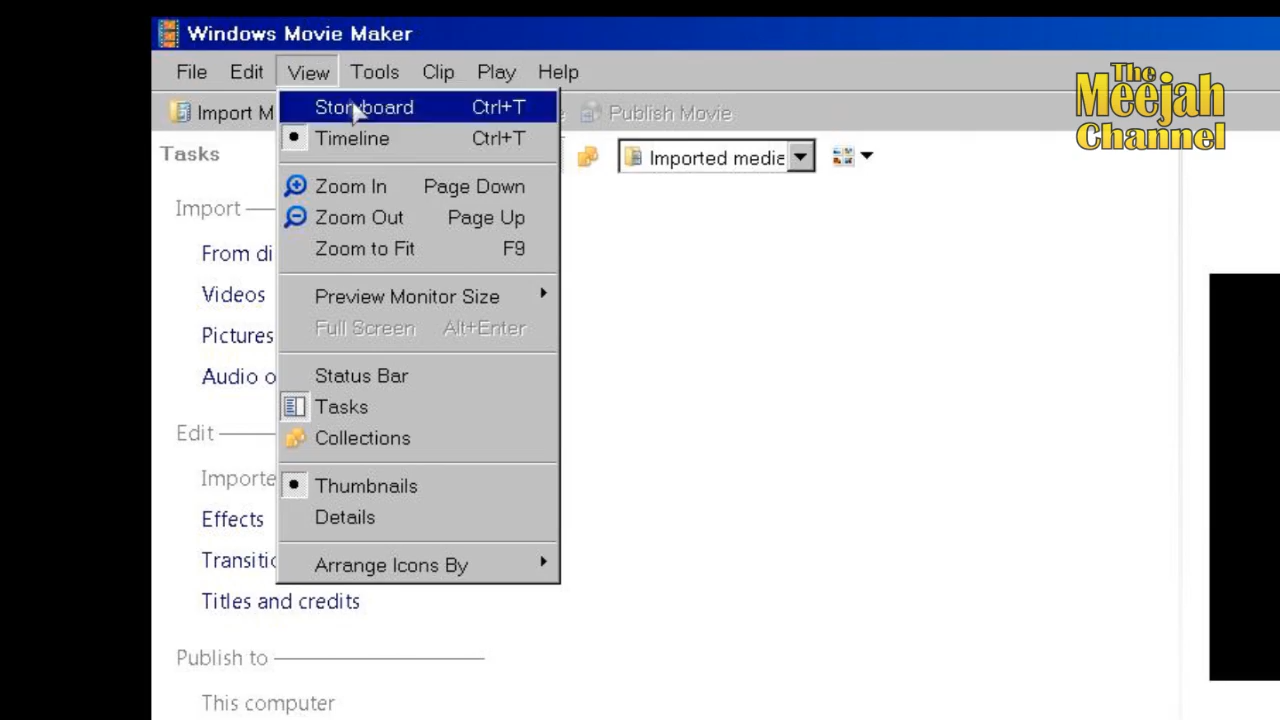 Windows Movie Maker
File Edit View Tools Clip Play Help
The
Meejah
Channel
Import M
Publish Movie
Tasks
Imported media
Storyboard Ctrl+T
Timeline Ctrl+T
Zoom In Page Down
Zoom Out Page Up
Zoom to Fit F9
Preview Monitor Size
Full Screen Alt+Enter
Status Bar
Tasks
Collections
Thumbnails
Details
Arrange Icons By
Import
From di
Videos
Pictures
Audio o
Edit
Importe
Effects
Transitio
Titles and credits
Publish to
This computer